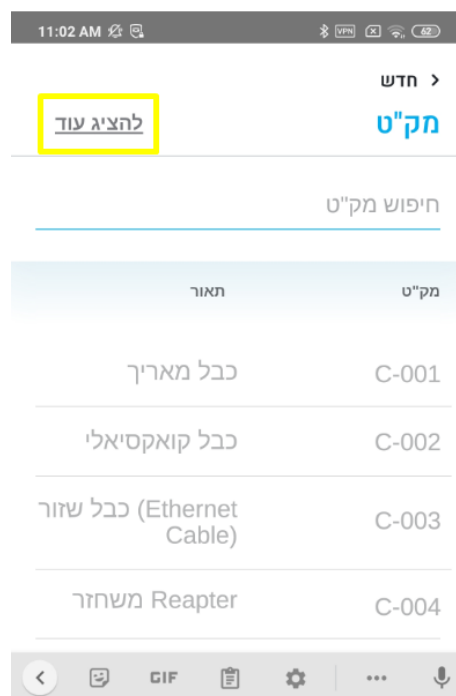 11:02 AM VPN 62
חדש
מק"ט להציג עוד
חיפוש מק"ט
מק"ט תאור
C-001 כבל מאריך
C-002 כבל קואקסיאלי
C-003 כבל שזור (Ethernet
Cable)
C-004 משחזר Reapter
GIF